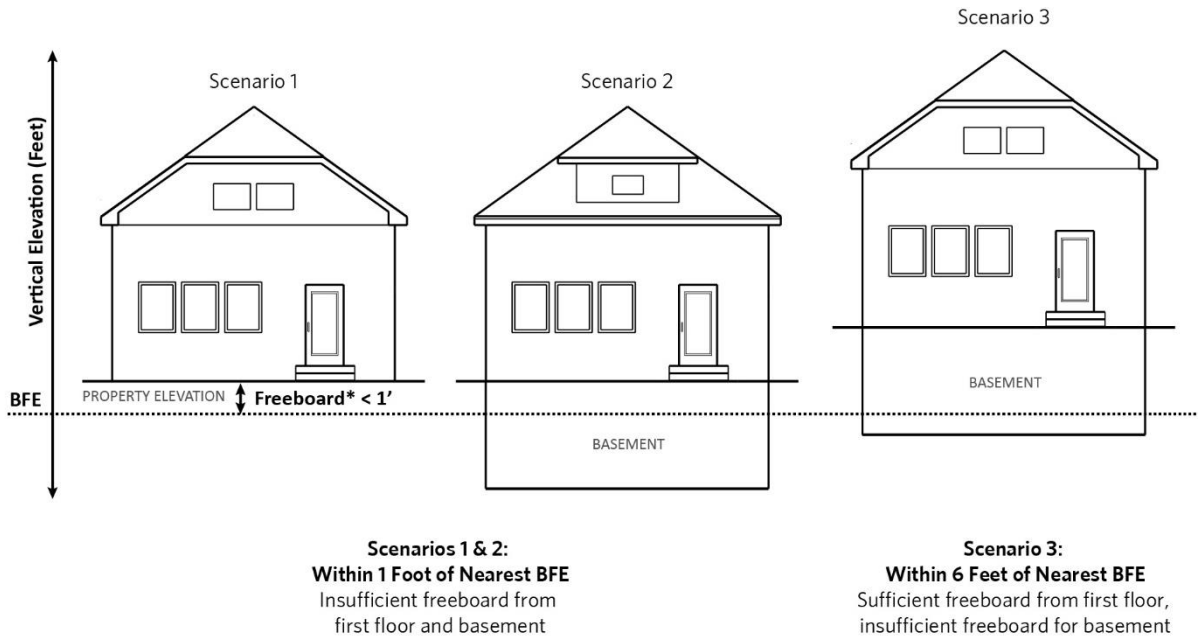 Scenario 3
Scenario 1
Scenario 2
Vertical Elevation (Feet)
BASEMENT
BFE
PROPERTY ELEVATION
Freeboard* < 1'
BASEMENT
Scenarios 1 & 2:
Within 1 Foot of Nearest BFE
Insufficient freeboard from
first floor and basement
Scenario 3:
Within 6 Feet of Nearest BFE
Sufficient freeboard from first floor,
insufficient freeboard for basement